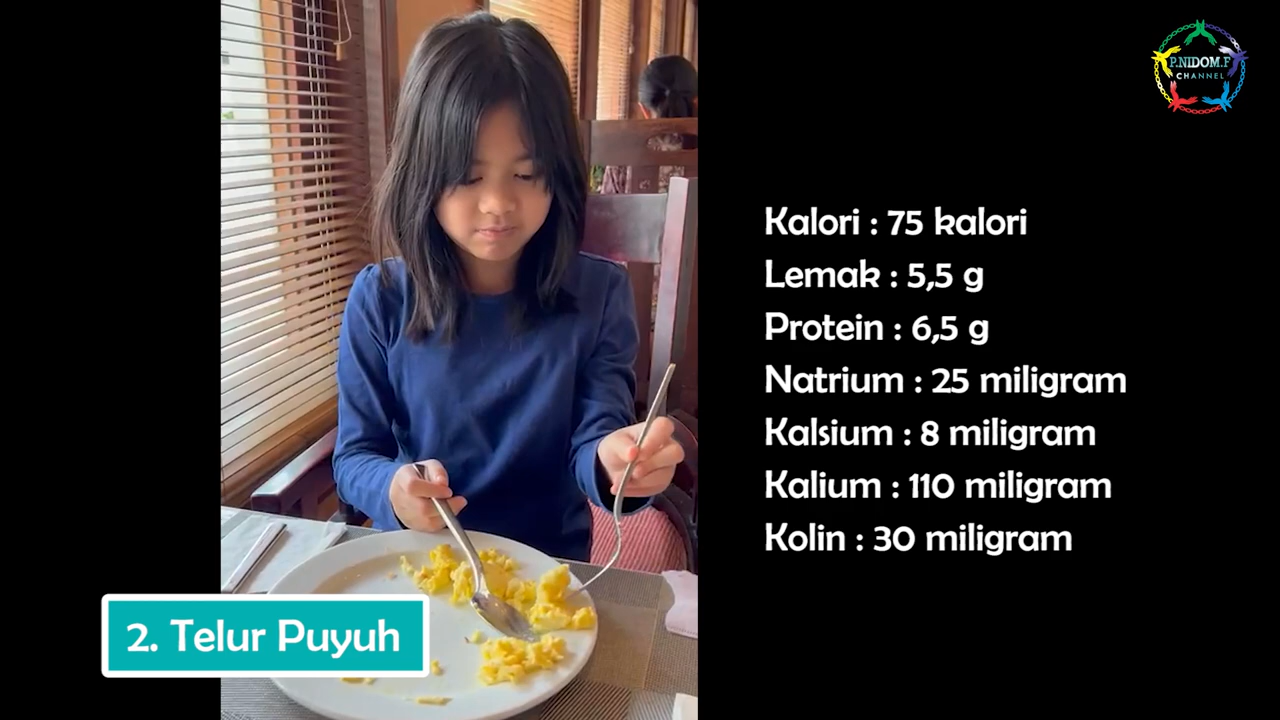 P.NIDOM.F
CHANNEL
Kalori : 75 kalori
Lemak : 5,5 g
Protein : 6,5 g
Natrium : 25 miligram
Kalsium : 8 miligram
Kalium : 110 miligram
Kolin : 30 miligram
2. Telur Puyuh